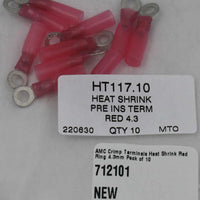 HT117.10
HEAT SHRINK
PRE INS TERM
RED 4.3
220630 QTY 10 MTO
AMC Crimp Terminals Heat Shrink Red
Ring 4.3mm Pack of 10
712101
NEW